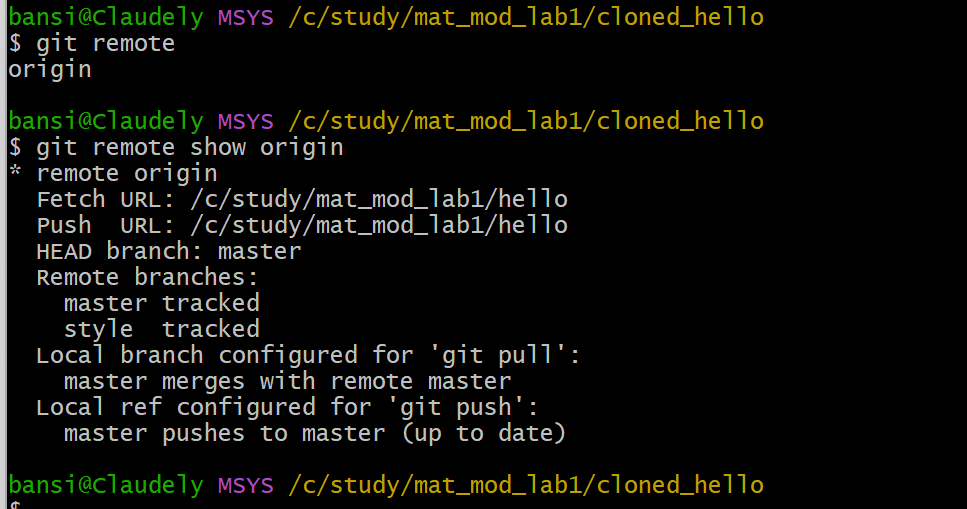 bansi@Claudely MSYS /c/study/mat_mod_lab1/cloned_hello
$ git remote
origin
bansi@Claudely MSYS /c/study/mat_mod_lab1/cloned_hello
$ git remote show origin
* remote origin
  Fetch URL: /c/study/mat_mod_lab1/hello
  Push  URL: /c/study/mat_mod_lab1/hello
  HEAD branch: master
  Remote branches:
    master tracked
    style  tracked
  Local branch configured for 'git pull':
    master merges with remote master
  Local ref configured for 'git push':
    master pushes to master (up to date)
bansi@Claudely MSYS /c/study/mat_mod_lab1/cloned_hello
$